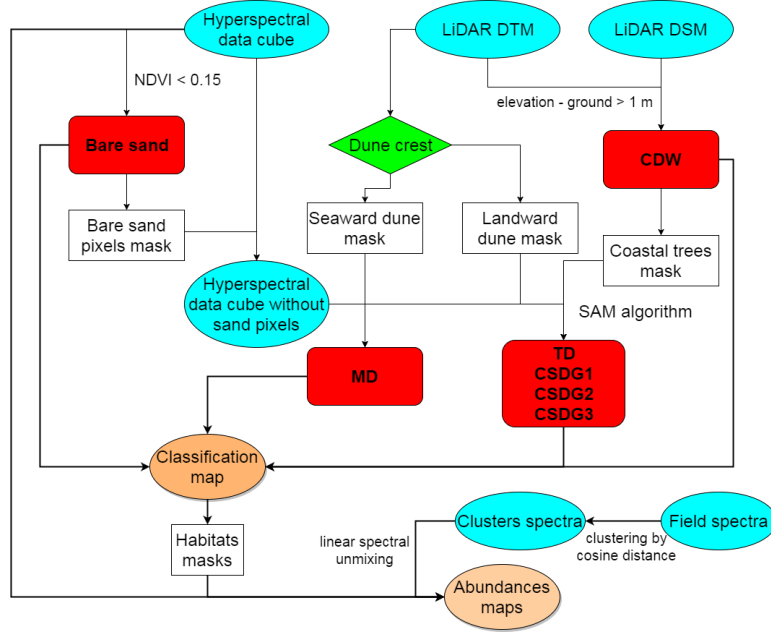 Hyperspectral
data cube
LiDAR DTM
LiDAR DSM
NDVI < 0.15
elevation - ground > 1 m
Bare sand
Dune crest
CDW
Bare sand
pixels mask
Seaward dune
mask
Landward
dune mask
Coastal trees
mask
Hyperspectral
data cube without
sand pixels
SAM algorithm
MD
TD
CSDG1
CSDG2
CSDG3
Classification
map
Habitats
masks
linear spectral
unmixing
Clusters spectra
clustering by
cosine distance
Field spectra
Abundances
maps